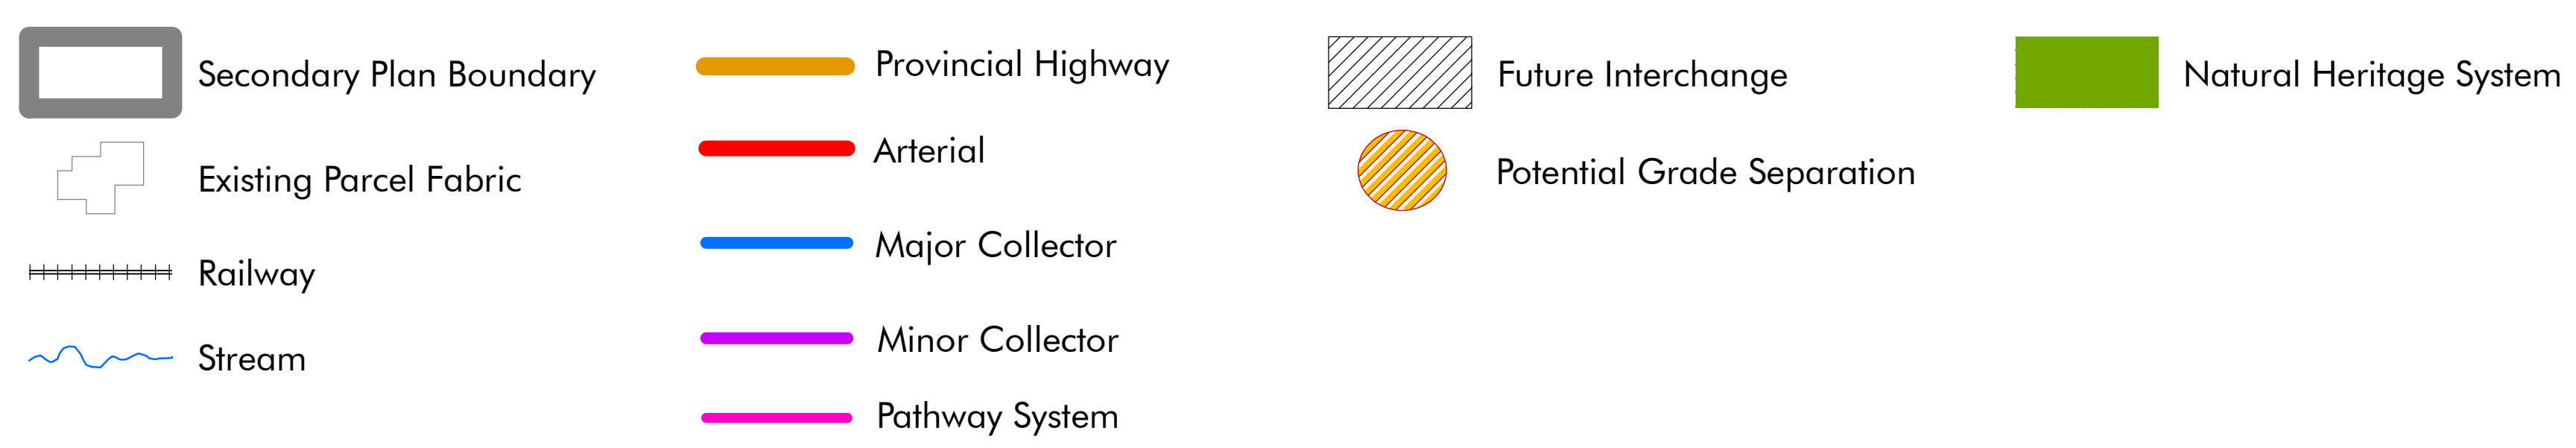 Secondary Plan Boundary
Existing Parcel Fabric
Railway
Stream
Provincial Highway
Arterial
Major Collector
Minor Collector
Pathway System
Future Interchange
Potential Grade Separation
Natural Heritage System